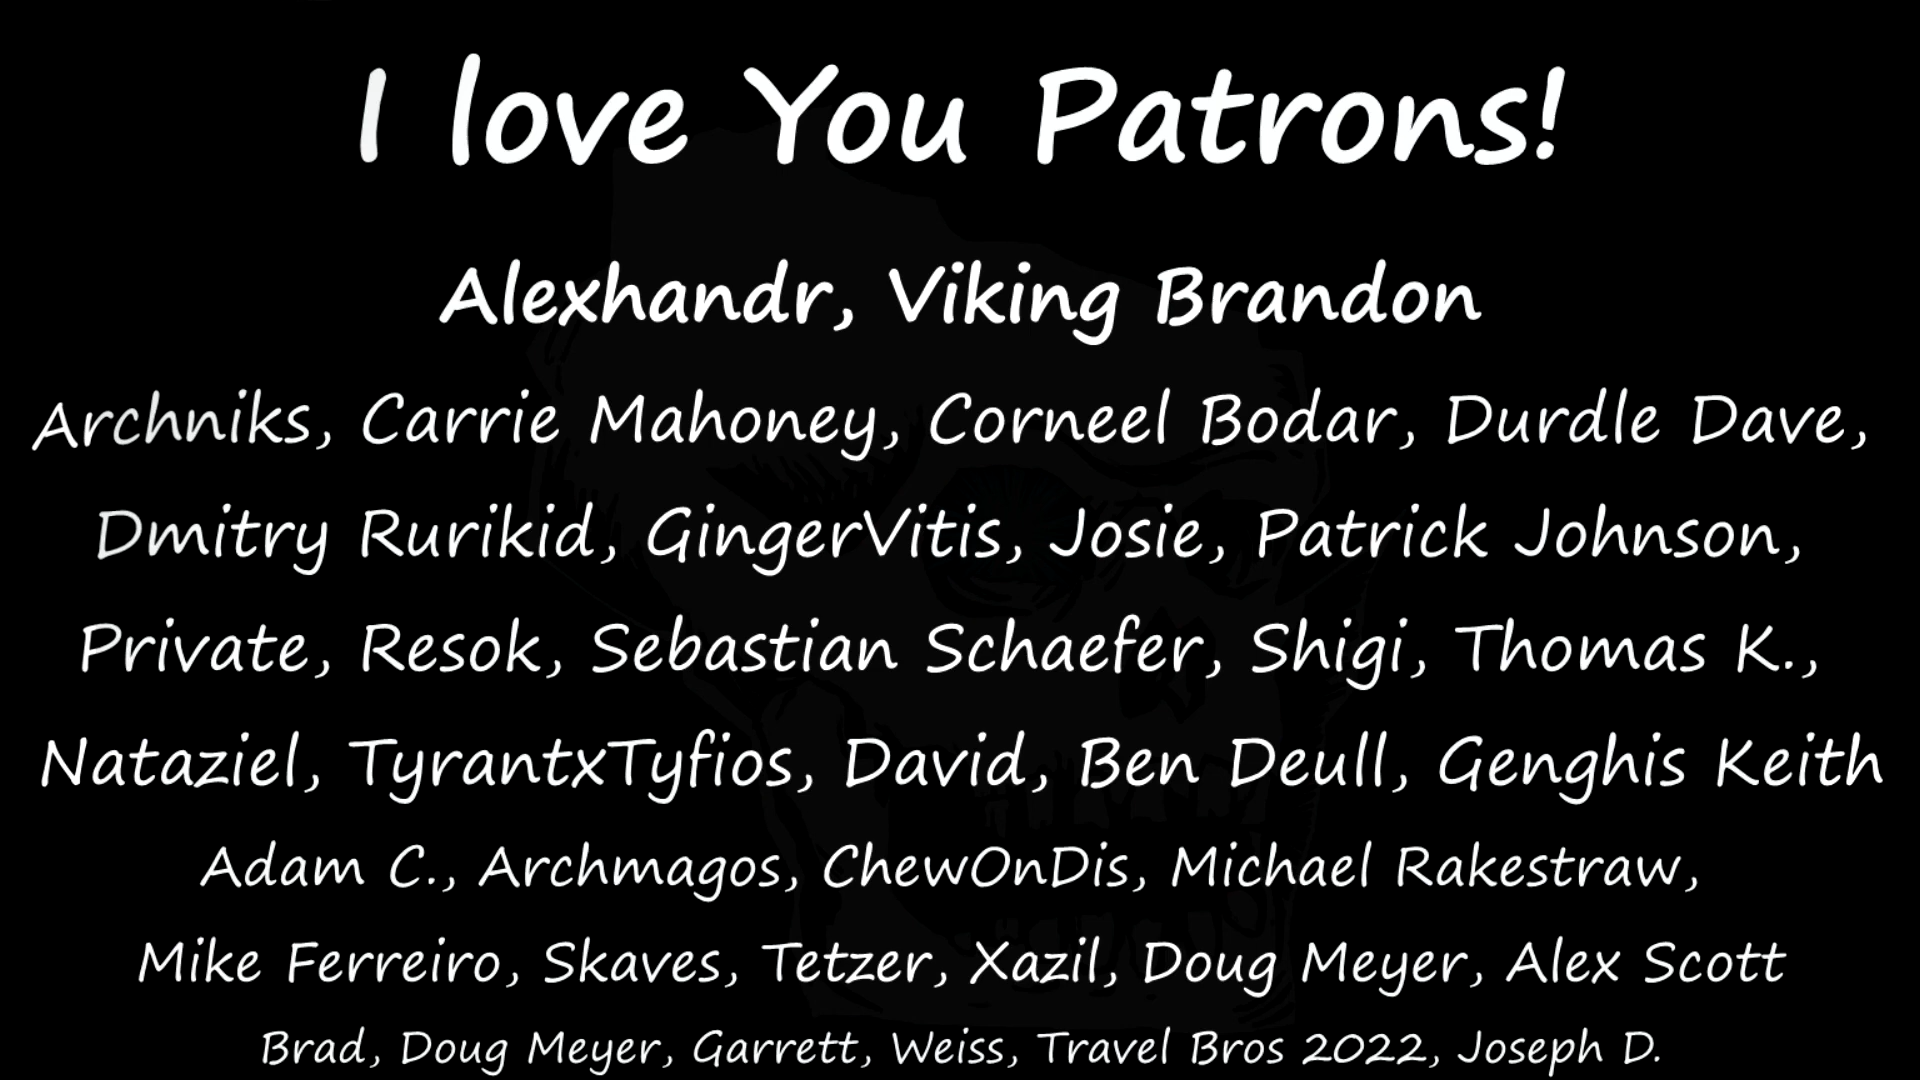 I love You Patrons!
Alexhandr, Viking Brandon
Archniks, Carrie Mahoney, Corneel Bodar, Durdle Dave,
Dmitry Rurikid, GingerVitis, Josie, Patrick Johnson,
Private, Resok, Sebastian Schaefer, Shigi, Thomas K.,
Nataziel, TyrantxTyfios, David, Ben Deull, Genghis Keith
Adam C., Archmagos, ChewOnDis, Michael Rakestraw,
Mike Ferreiro, Skaves, Tetzer, Xazil, Doug Meyer, Alex Scott
Brad, Doug Meyer, Garrett, Weiss, Travel Bros 2022, Joseph D.